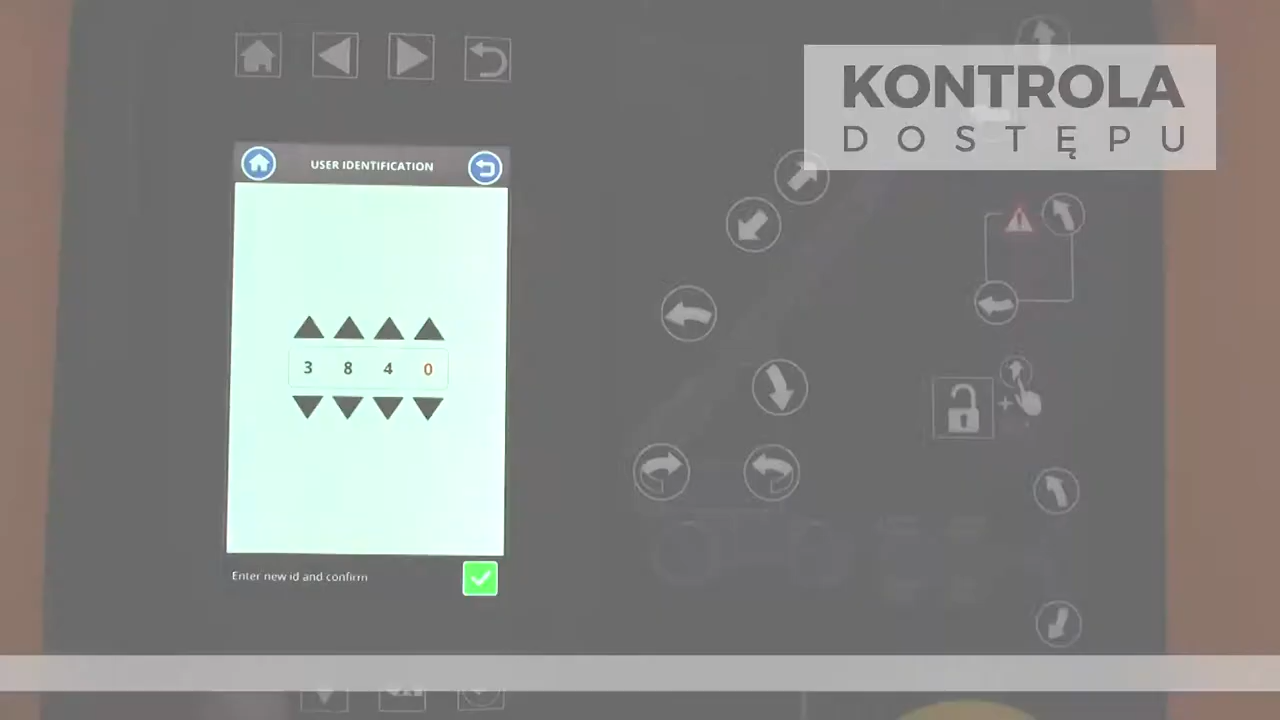 KONTROLA
DOSTĘPU
USER IDENTIFICATION
3 8 4 0
Enter new id and confirm